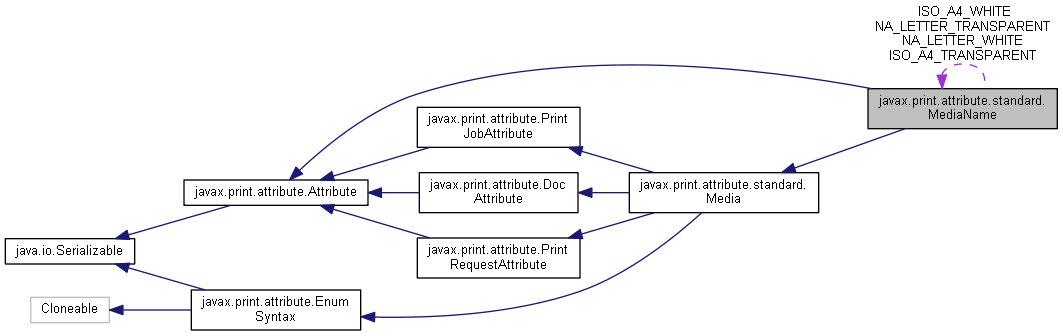 ISO_A4_WHITE
NA_LETTER_TRANSPARENT
NA_LETTER_WHITE
ISO_A4_TRANSPARENT
javax.print.attribute.standard.
MediaName
javax.print.attribute.Print
JobAttribute
javax.print.attribute.Attribute
javax.print.attribute.Doc
Attribute
javax.print.attribute.standard.
Media
java.io.Serializable
javax.print.attribute.Print
RequestAttribute
Cloneable
javax.print.attribute.Enum
Syntax